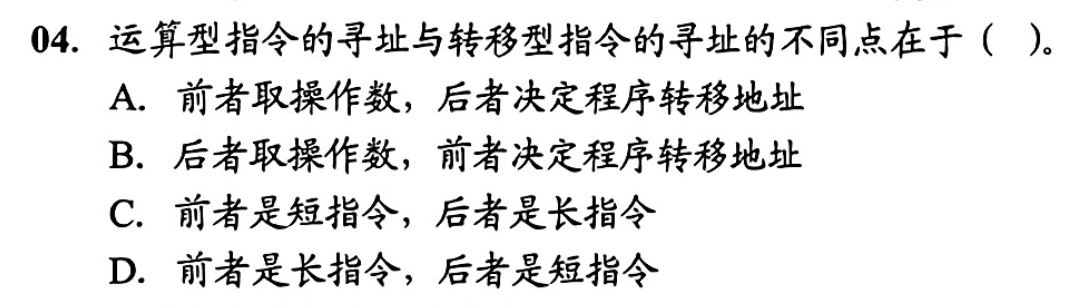 04. 运算型指令的寻址与转移型指令的寻址的不同点在于（ ）。
A. 前者取操作数，后者决定程序转移地址
B. 后者取操作数，前者决定程序转移地址
C. 前者是短指令，后者是长指令
D. 前者是长指令，后者是短指令